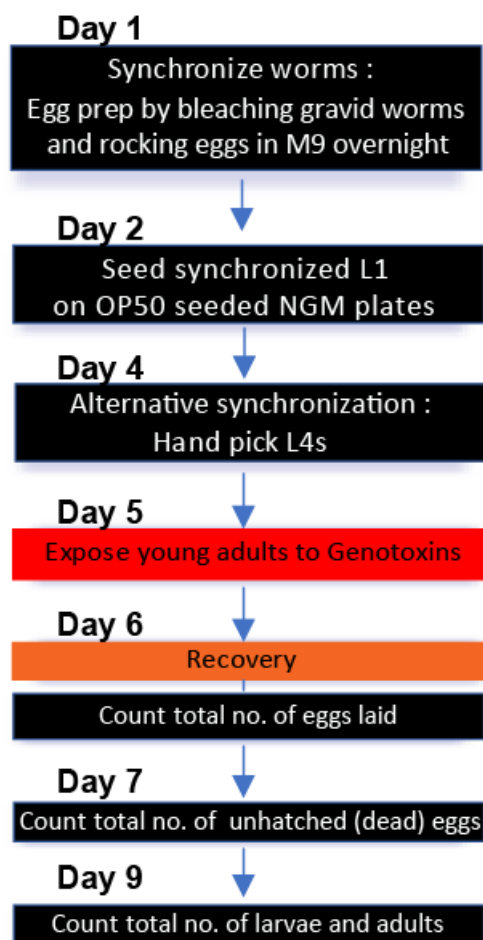 Day 1
Synchronize worms :
Egg prep by bleaching gravid worms
and rocking eggs in M9 overnight
Day 2
Seed synchronized L1
on OP50 seeded NGM plates
Day 4
Alternative synchronization :
Hand pick L4s
Day 5
Expose young adults to Genotoxins
Day 6
Recovery
Count total no. of eggs laid
Day 7
Count total no. of unhatched (dead) eggs
Day 9
Count total no. of larvae and adults